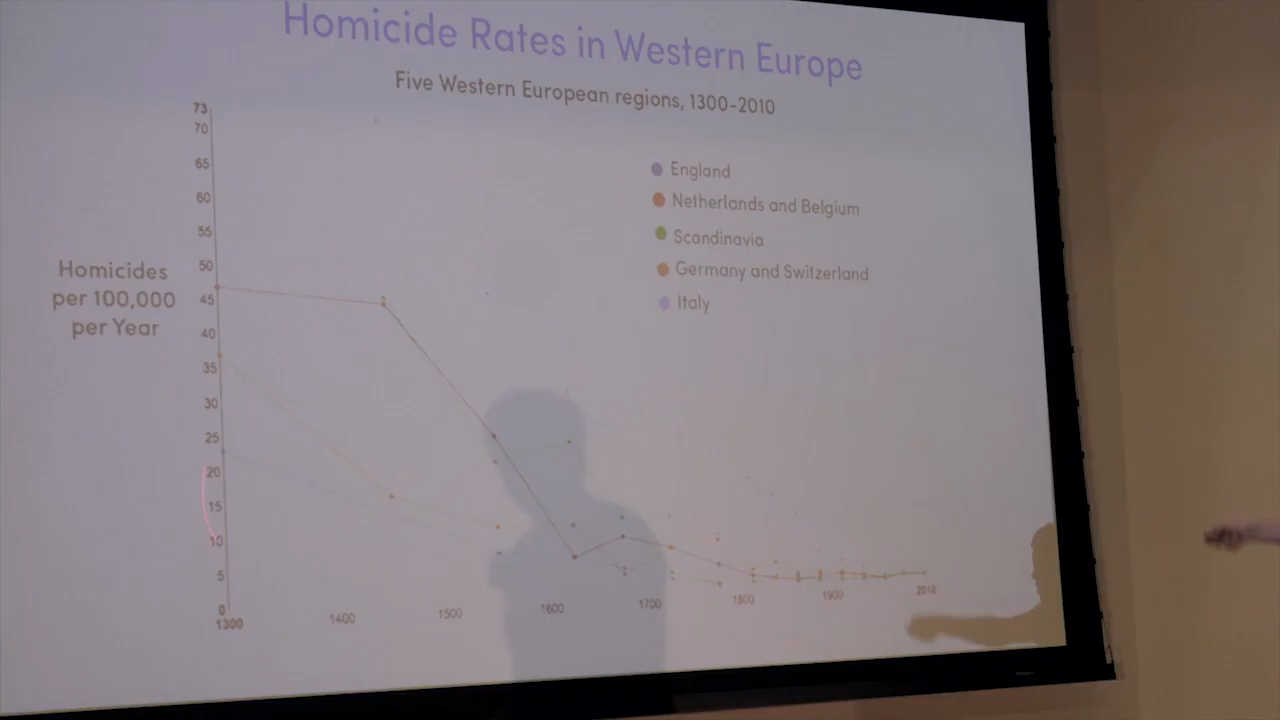 Homicide Rates in Western Europe
Five Western European regions, 1300-2010
73
70
65
60
55
50
45
40
35
30
25
20
15
10
5
0
Homicides
per 100,000
per Year
England
Netherlands and Belgium
Scandinavia
Germany and Switzerland
Italy
1300 1400 1500 1600 1700 1800 1900 2010